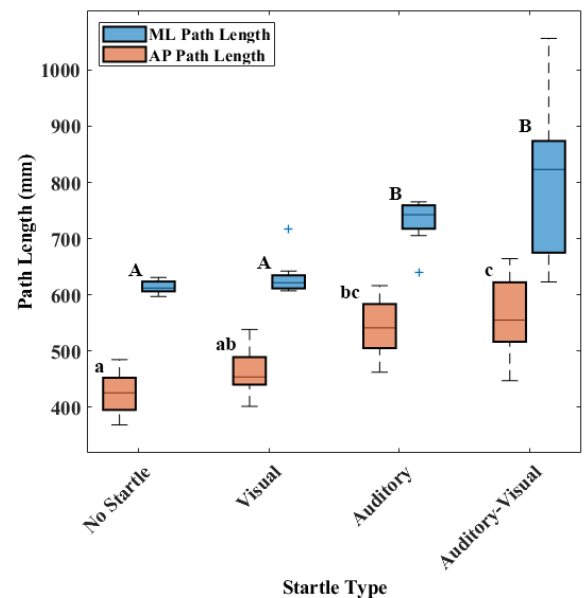 ML Path Length
AP Path Length
1000
900
800
700
600
500
400
Path Length (mm)
a
A
ab
A
bc
B
c
B
No Startle
Visual
Auditory
Auditory-Visual
Startle Type